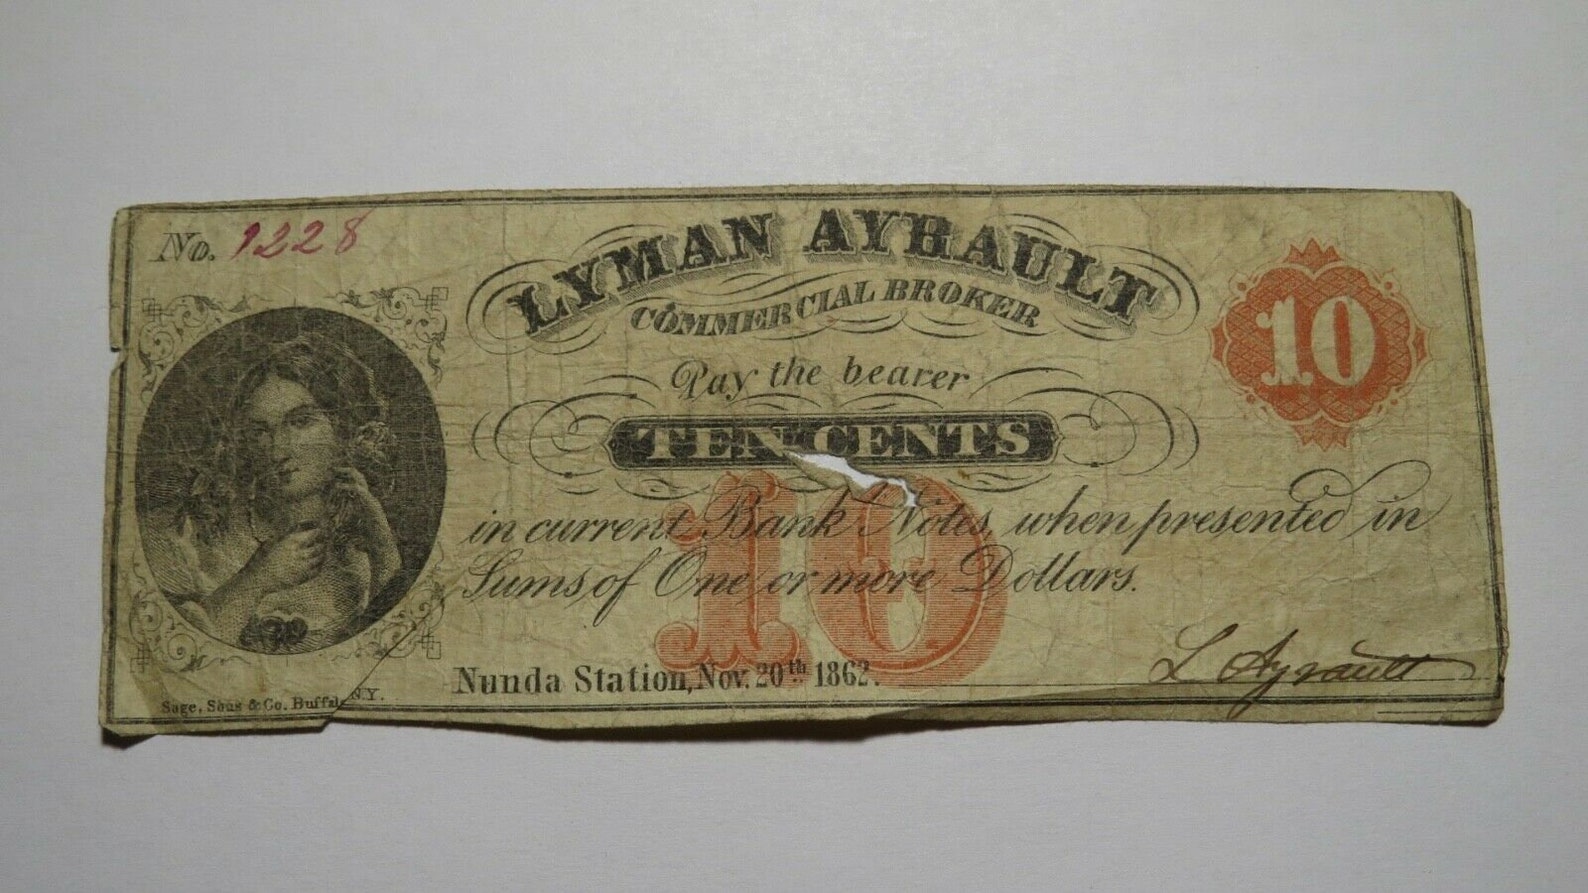 No. 1228
LYMAN AYRAULT
COMMERCIAL BROKER
10
Pay the bearer
TEN CENTS
10
in current Bank Notes, when presented in
Sums of One or more Dollars.
Nunda Station, Nov. 20th 1862.
L Ayrault
Sage, Sons & Co. Buffalo N.Y.